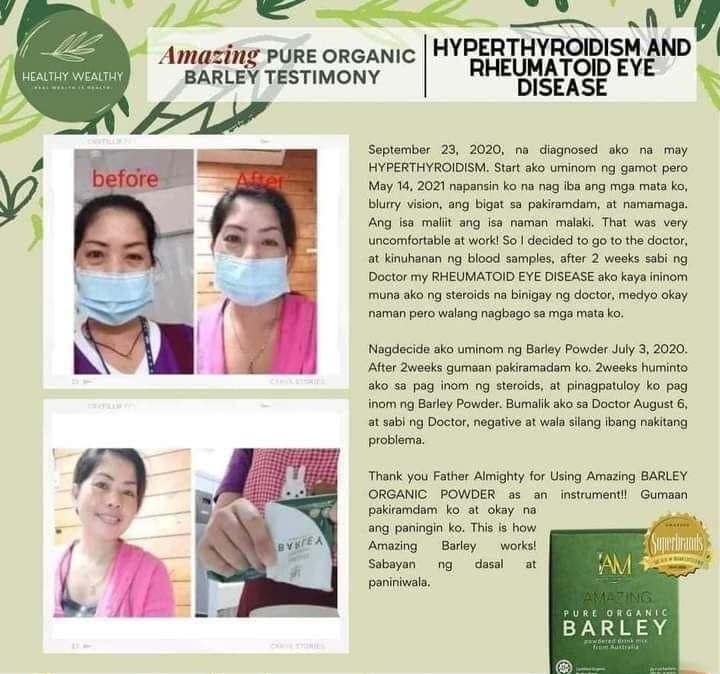 HEALTHY WEALTHY
REAL WEALTH IS HEALTH
Amazing PURE ORGANIC
BARLEY TESTIMONY
HYPERTHYROIDISM AND
RHEUMATOID EYE
DISEASE
before
After
September 23, 2020, na diagnosed ako na may
HYPERTHYROIDISM. Start ako uminom ng gamot pero
May 14, 2021 napansin ko na nag iba ang mga mata ko,
blurry vision, ang bigat sa pakiramdam, at namamaga.
Ang isa maliit ang isa naman malaki. That was very
uncomfortable at work! So I decided to go to the doctor,
at kinuhanan ng blood samples, after 2 weeks sabi ng
Doctor my RHEUMATOID EYE DISEASE ako kaya ininom
muna ako ng steroids na binigay ng doctor, medyo okay
naman pero walang nagbago sa mga mata ko.
Nagdecide ako uminom ng Barley Powder July 3, 2020.
After 2weeks gumaan pakiramadam ko. 2weeks huminto
ako sa pag inom ng steroids, at pinagpatuloy ko pag
inom ng Barley Powder. Bumalik ako sa Doctor August 6,
at sabi ng Doctor, negative at wala silang ibang nakitang
problema.
Thank you Father Almighty for Using Amazing BARLEY
ORGANIC POWDER as an instrument!! Gumaan
pakiramdam ko at okay na
ang paningin ko. This is how
Amazing Barley works!
Sabayan ng dasal at
paniniwala.
CANVA STORIES
BARLEY
CANVA STORIES
Superbrands
IAM
AMAZING
PURE ORGANIC
BARLEY
powdered drink mix
from Australia